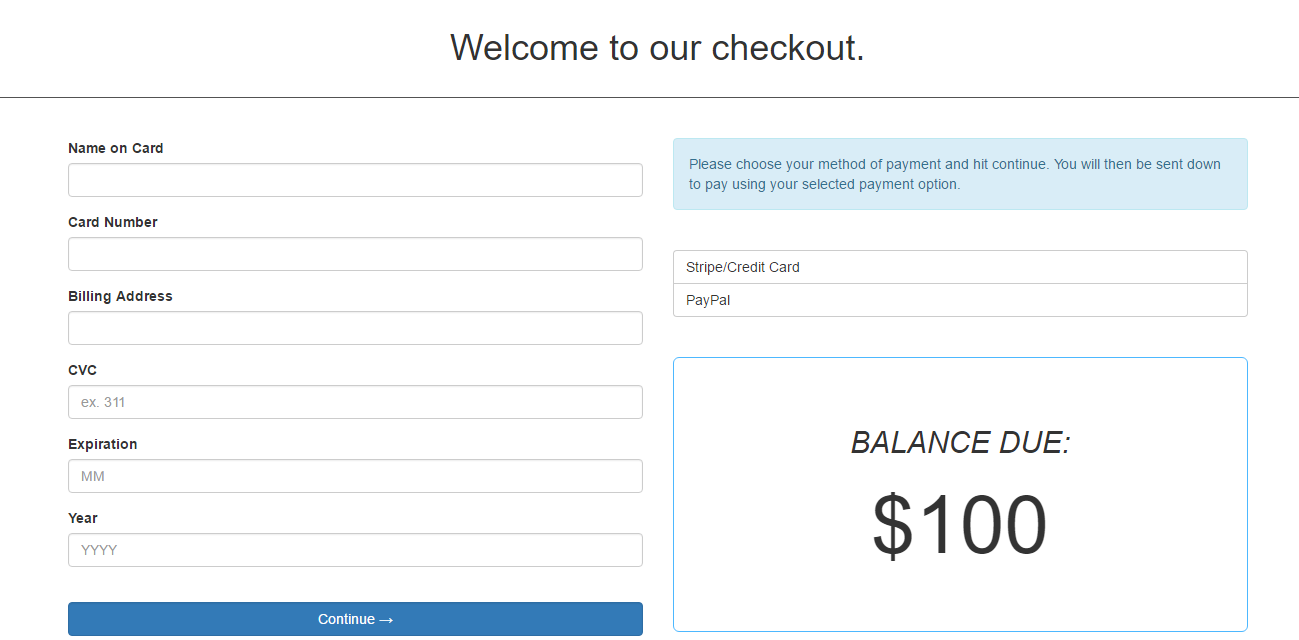 Welcome to our checkout.
Name on Card
Card Number
Billing Address
CVC
ex. 311
Expiration
MM
Year
YYYY
Continue →
Please choose your method of payment and hit continue. You will then be sent down
to pay using your selected payment option.
Stripe/Credit Card
PayPal
BALANCE DUE:
$100